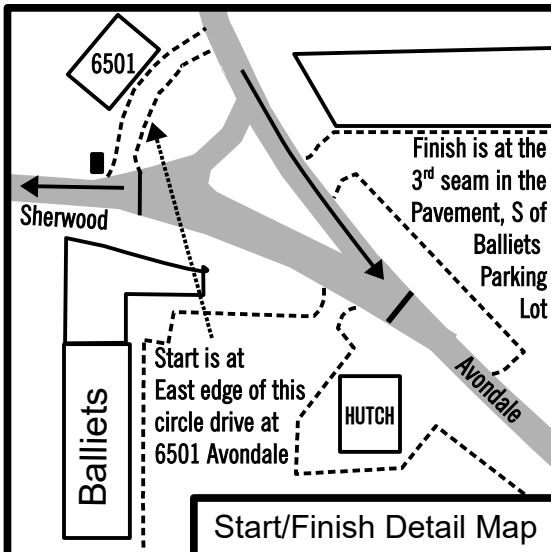 6501
Finish is at the
3rd seam in the
Pavement, S of
Balliets
Parking
Lot
Sherwood
Start is at
East edge of this
circle drive at
6501 Avondale
Avondale
HUTCH
Balliets
Start/Finish Detail Map